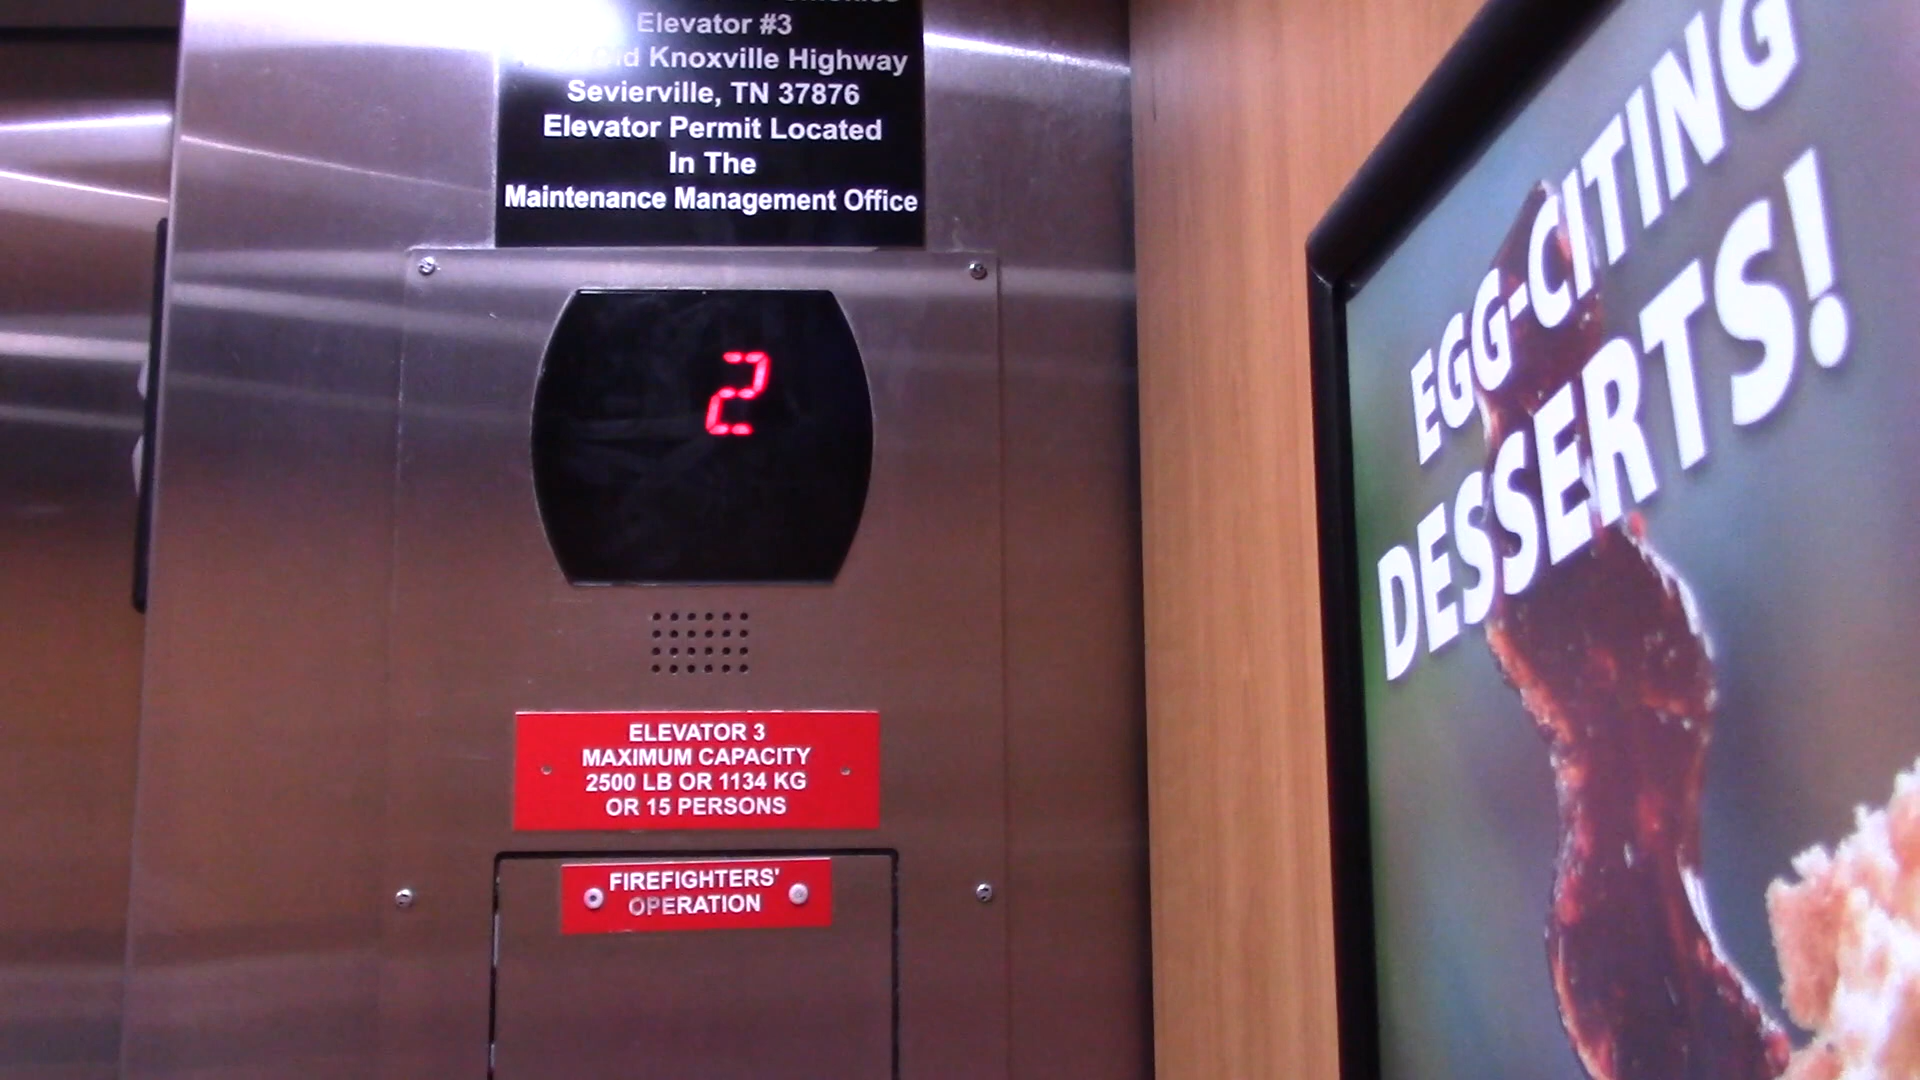 Elevator #3
Old Knoxville Highway
Sevierville, TN 37876
Elevator Permit Located
In The
Maintenance Management Office
2
ELEVATOR 3
MAXIMUM CAPACITY
2500 LB OR 1134 KG
OR 15 PERSONS
FIREFIGHTERS'
OPERATION
EGG-CITING
DESSERTS!